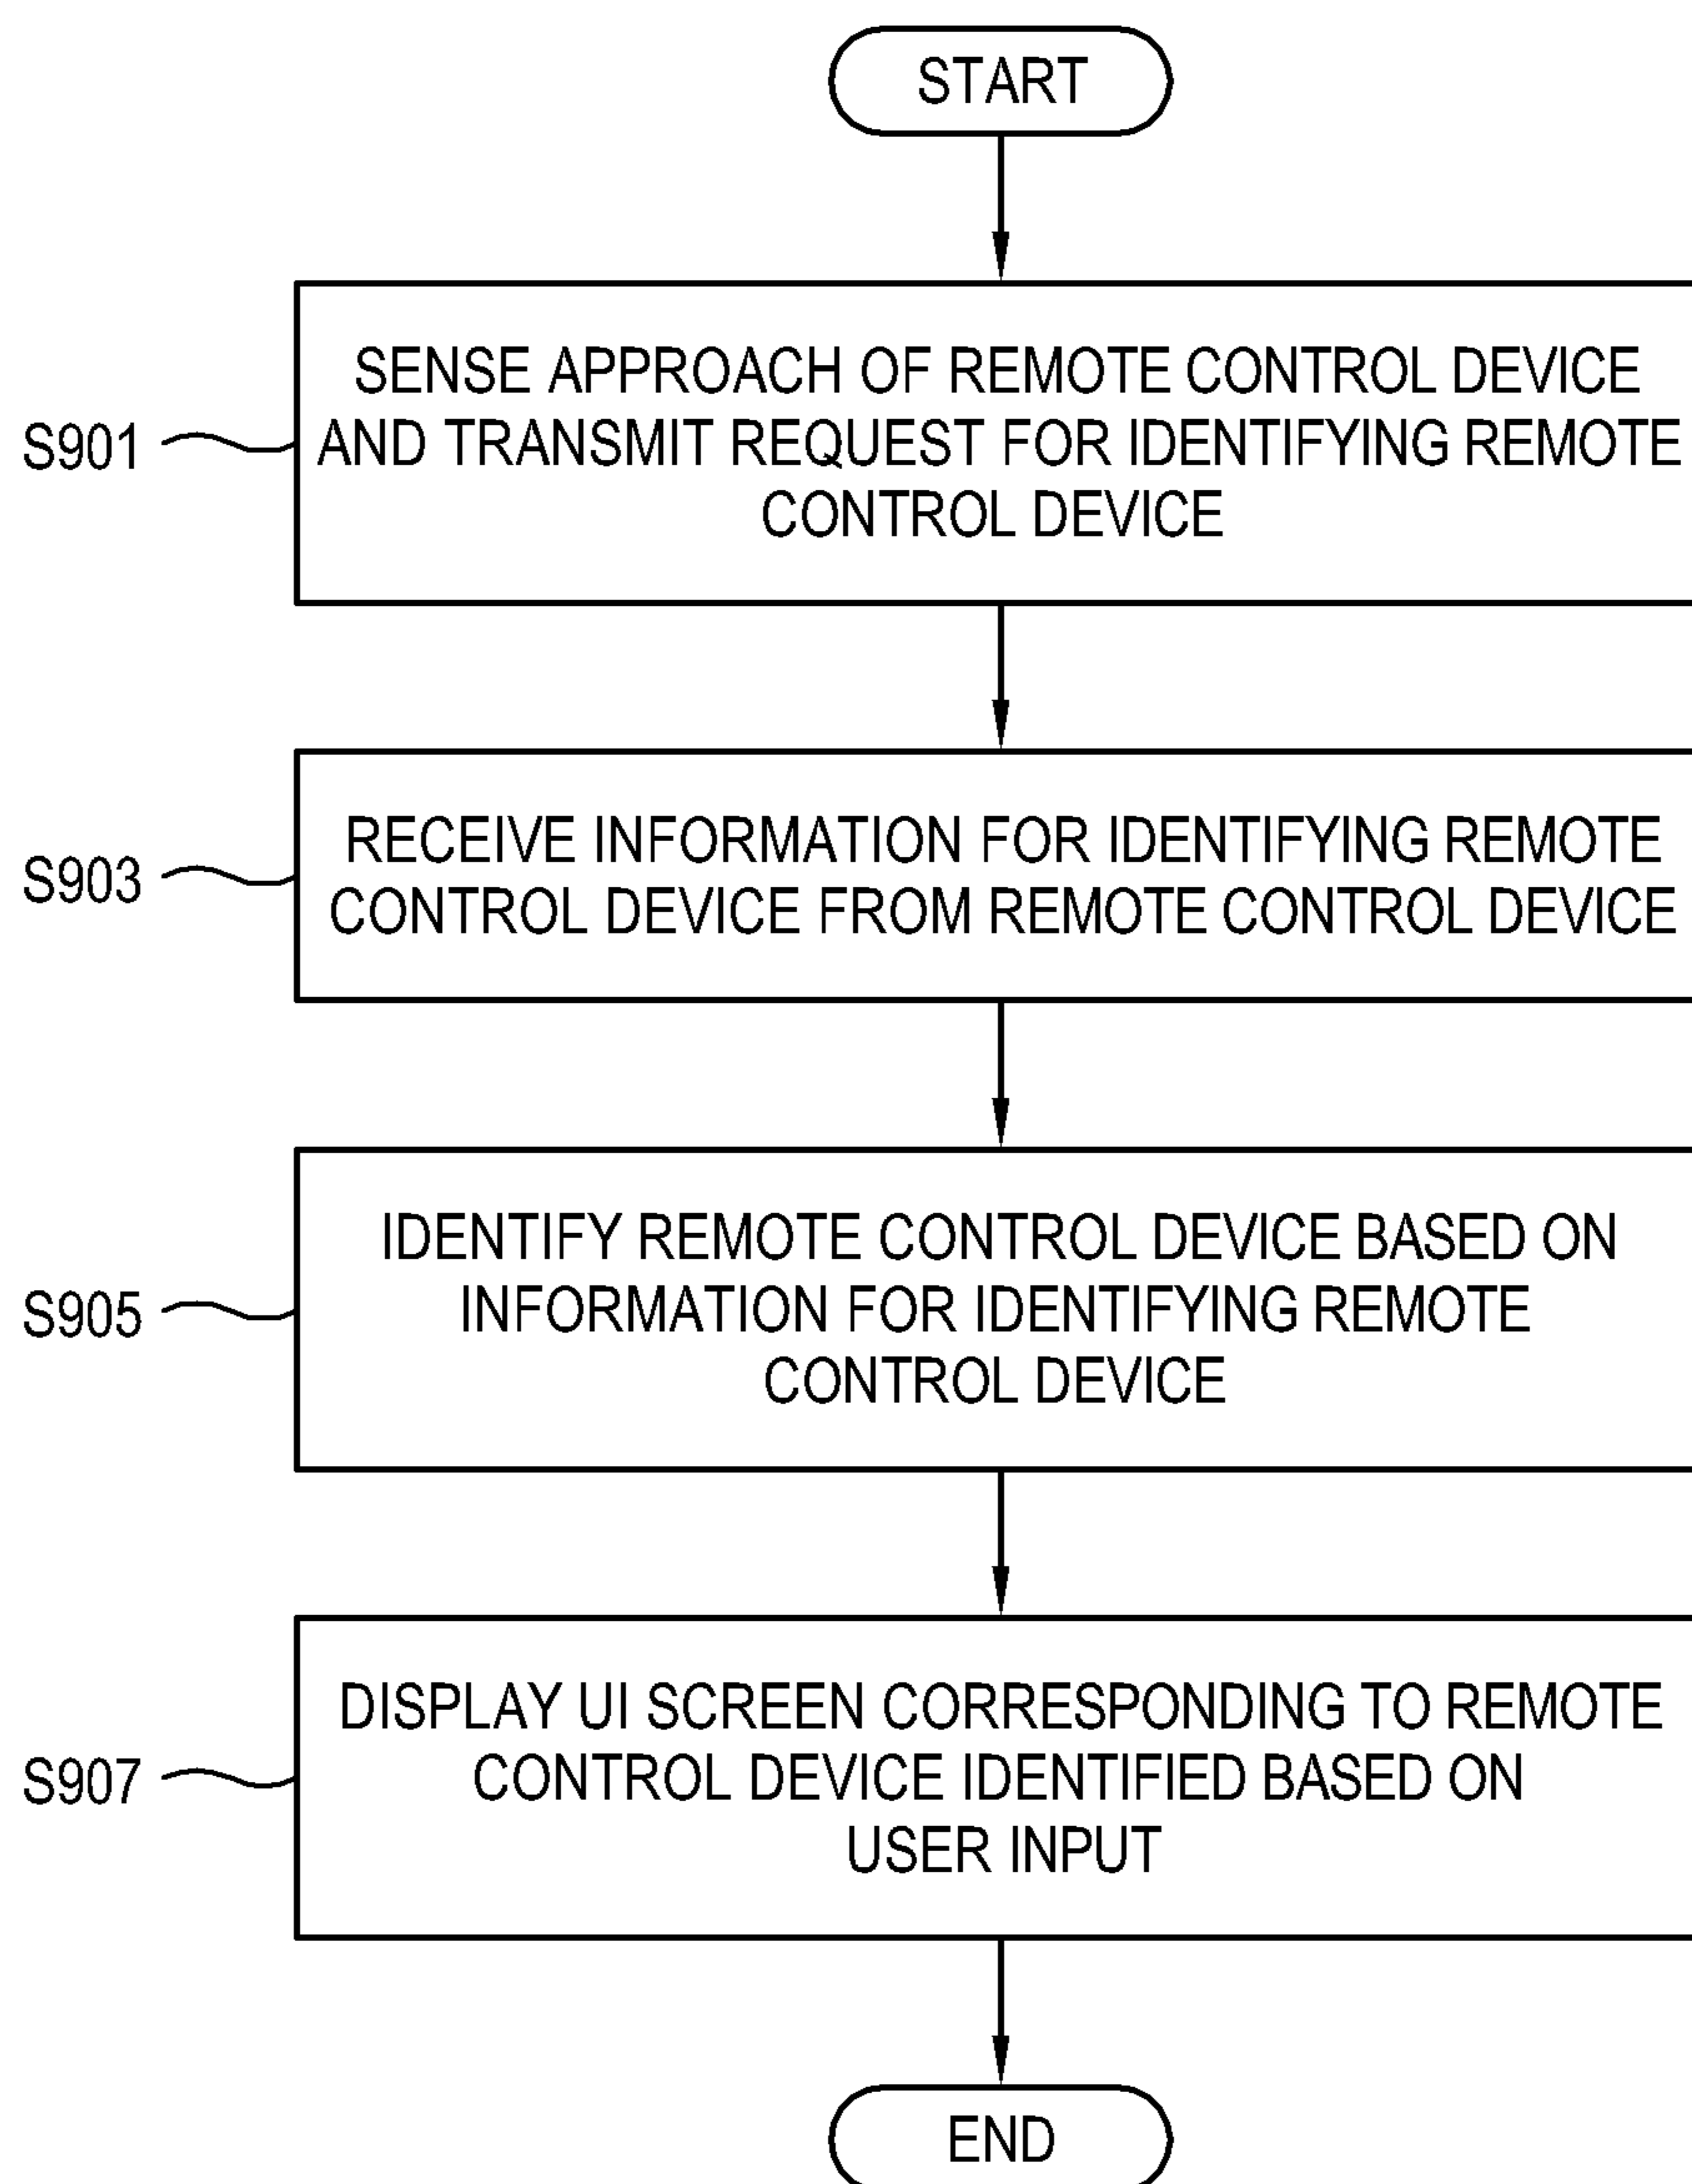 START
S901
SENSE APPROACH OF REMOTE CONTROL DEVICE
AND TRANSMIT REQUEST FOR IDENTIFYING REMOTE
CONTROL DEVICE
S903
RECEIVE INFORMATION FOR IDENTIFYING REMOTE
CONTROL DEVICE FROM REMOTE CONTROL DEVICE
S905
IDENTIFY REMOTE CONTROL DEVICE BASED ON
INFORMATION FOR IDENTIFYING REMOTE
CONTROL DEVICE
S907
DISPLAY UI SCREEN CORRESPONDING TO REMOTE
CONTROL DEVICE IDENTIFIED BASED ON
USER INPUT
END